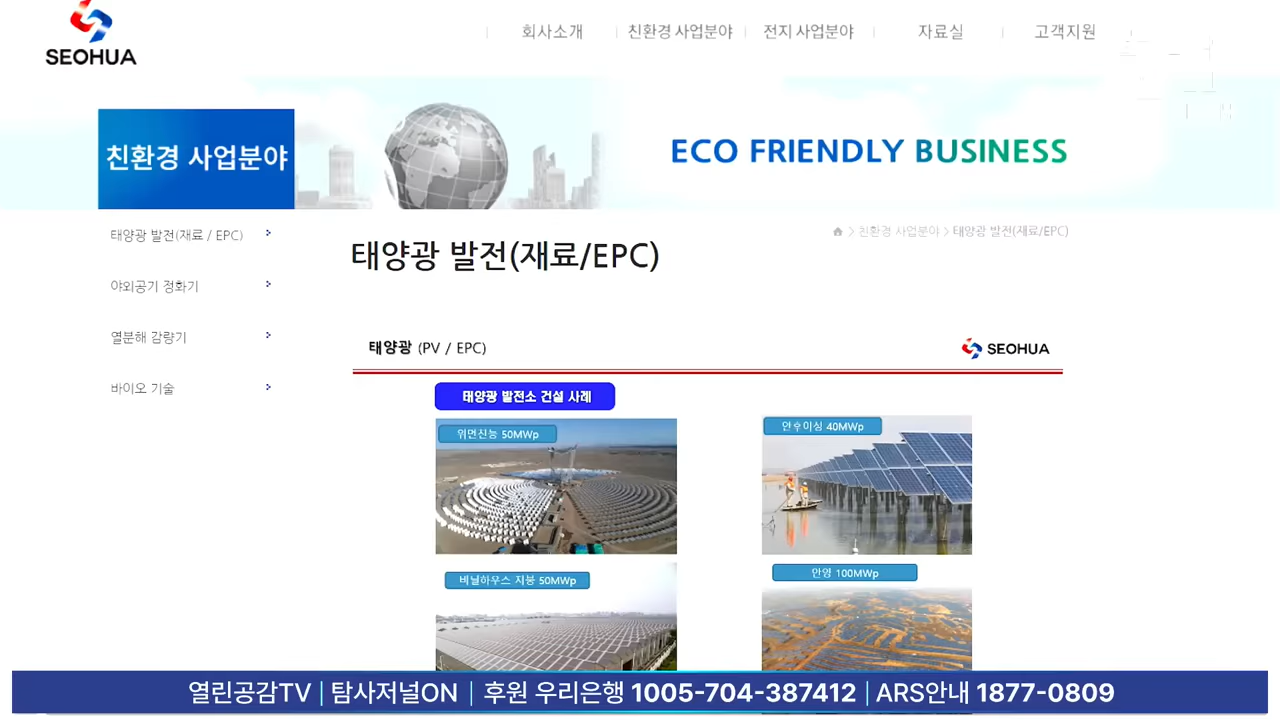 SEOHUA
회사소개
친환경 사업분야
전지 사업분야
자료실
고객지원
친환경 사업분야
ECO FRIENDLY BUSINESS
태양광 발전(재료 / EPC)
야외공기 정화기
열분해 감량기
바이오 기술
> 친환경 사업분야 > 태양광 발전(재료/EPC)
태양광 발전(재료/EPC)
태양광 (PV / EPC)
SEOHUA
태양광 발전소 건설 사례
위먼신능 50MWp
40MWp
비닐하우스 지붕 50MWp
안양 100MWp
열린공감TV | 탐사저널ON | 후원 우리은행 1005-704-387412 | ARS안내 1877-0809